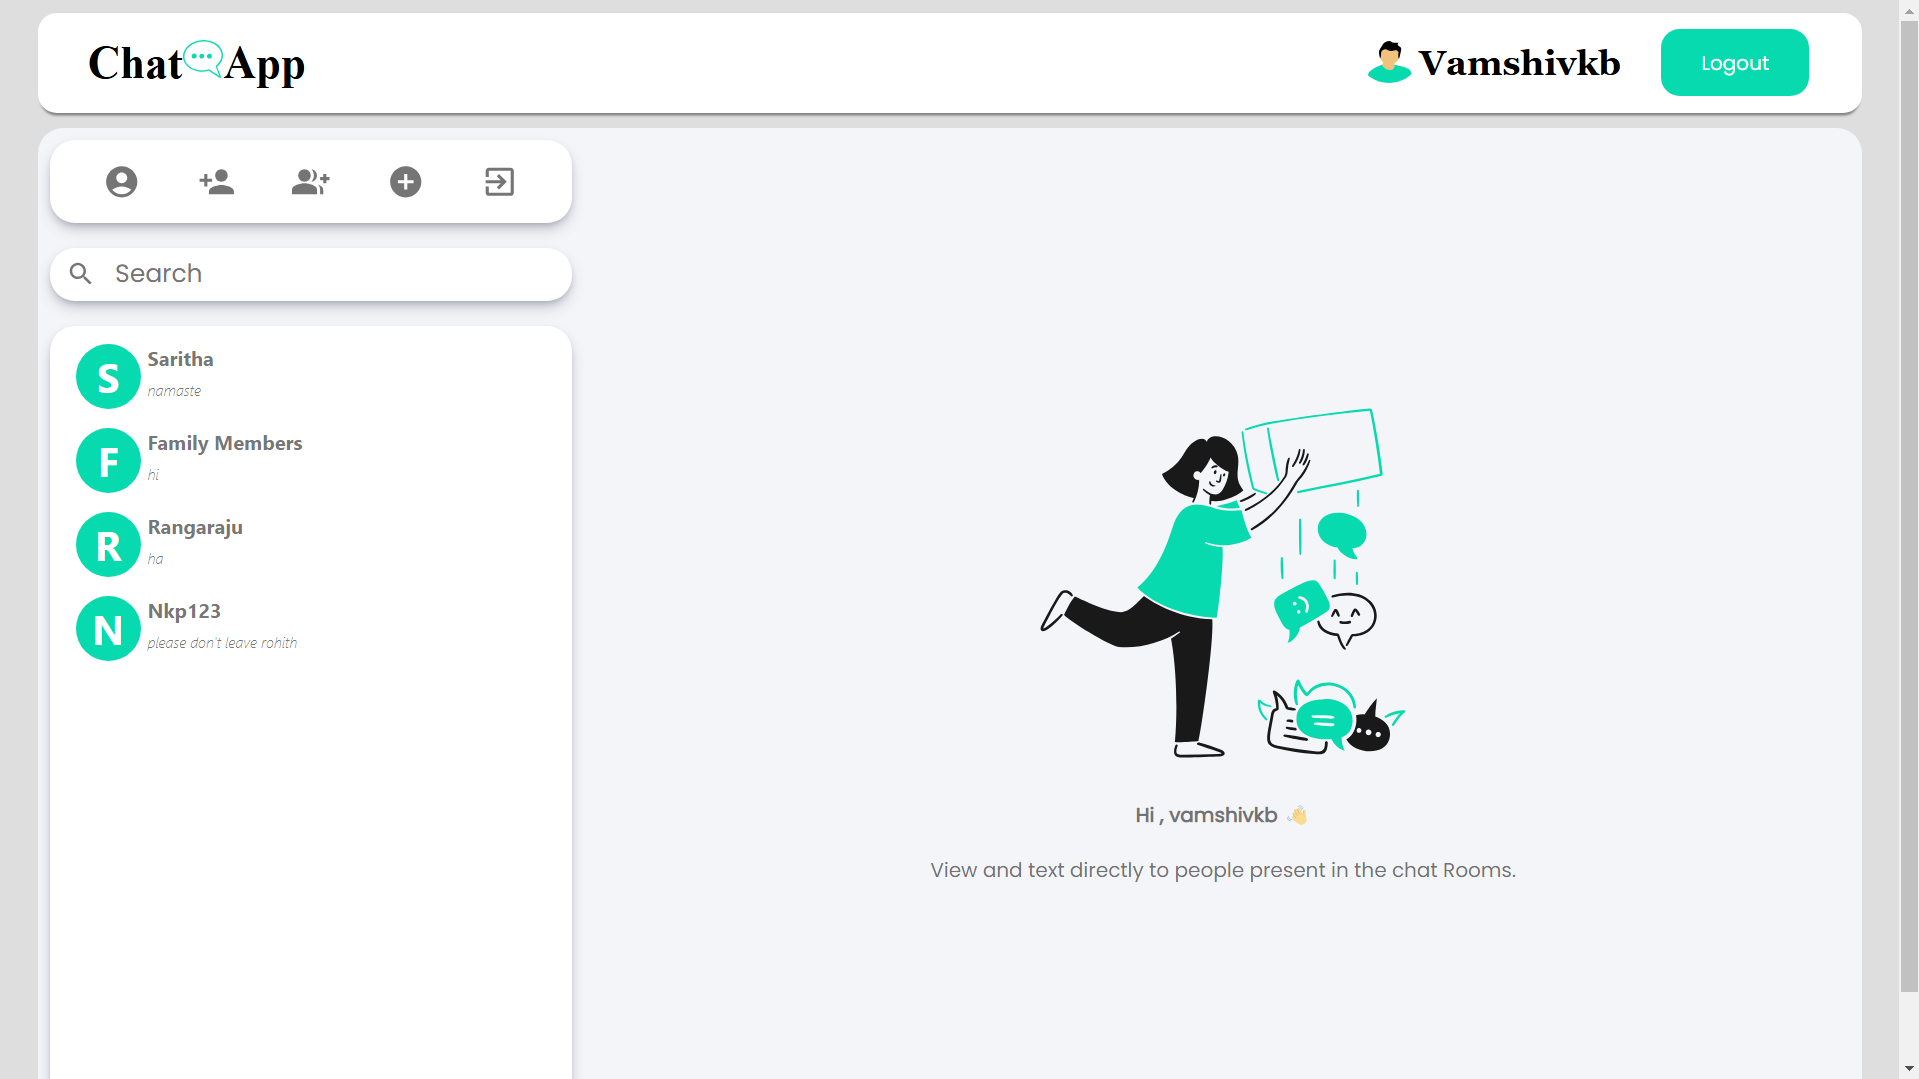 Chat App
Vamshivkb
Logout
Search
S
Saritha
namaste
F
Family Members
hi
R
Rangaraju
ha
N
Nkp123
please don't leave rohith
Hi , vamshivkb 👋
View and text directly to people present in the chat Rooms.